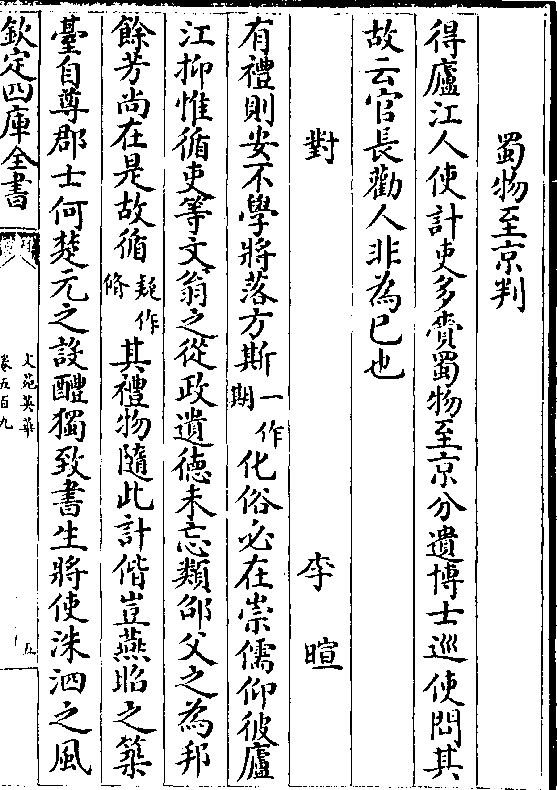 蜀物至京判
得廬江人使計吏多賫蜀物至京分遺博士巡使問其
故云官長勸人非為已也
對 李暄
有禮則安不學將落方斯一作期化俗必在崇儒仰彼廬
江抑惟循吏等文翁之從政遺德未忘類邵父之為邦
餘芳尚在是故循疑作脩其禮物隨此計偕豈燕昭之築
臺自尊郡士何楚元之設醴獨致書生將使洙泗之風
欽定四庫全書
文苑英華
卷五百九
五